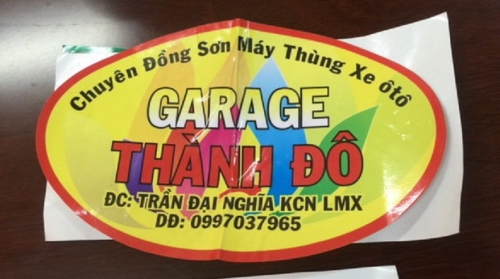 Chuyên Đồng Sơn Máy Thùng Xe ôtô
GARAGE
THÀNH ĐÔ
ĐC: TRẦN ĐẠI NGHĨA KCN LMX
DĐ: 0997037965